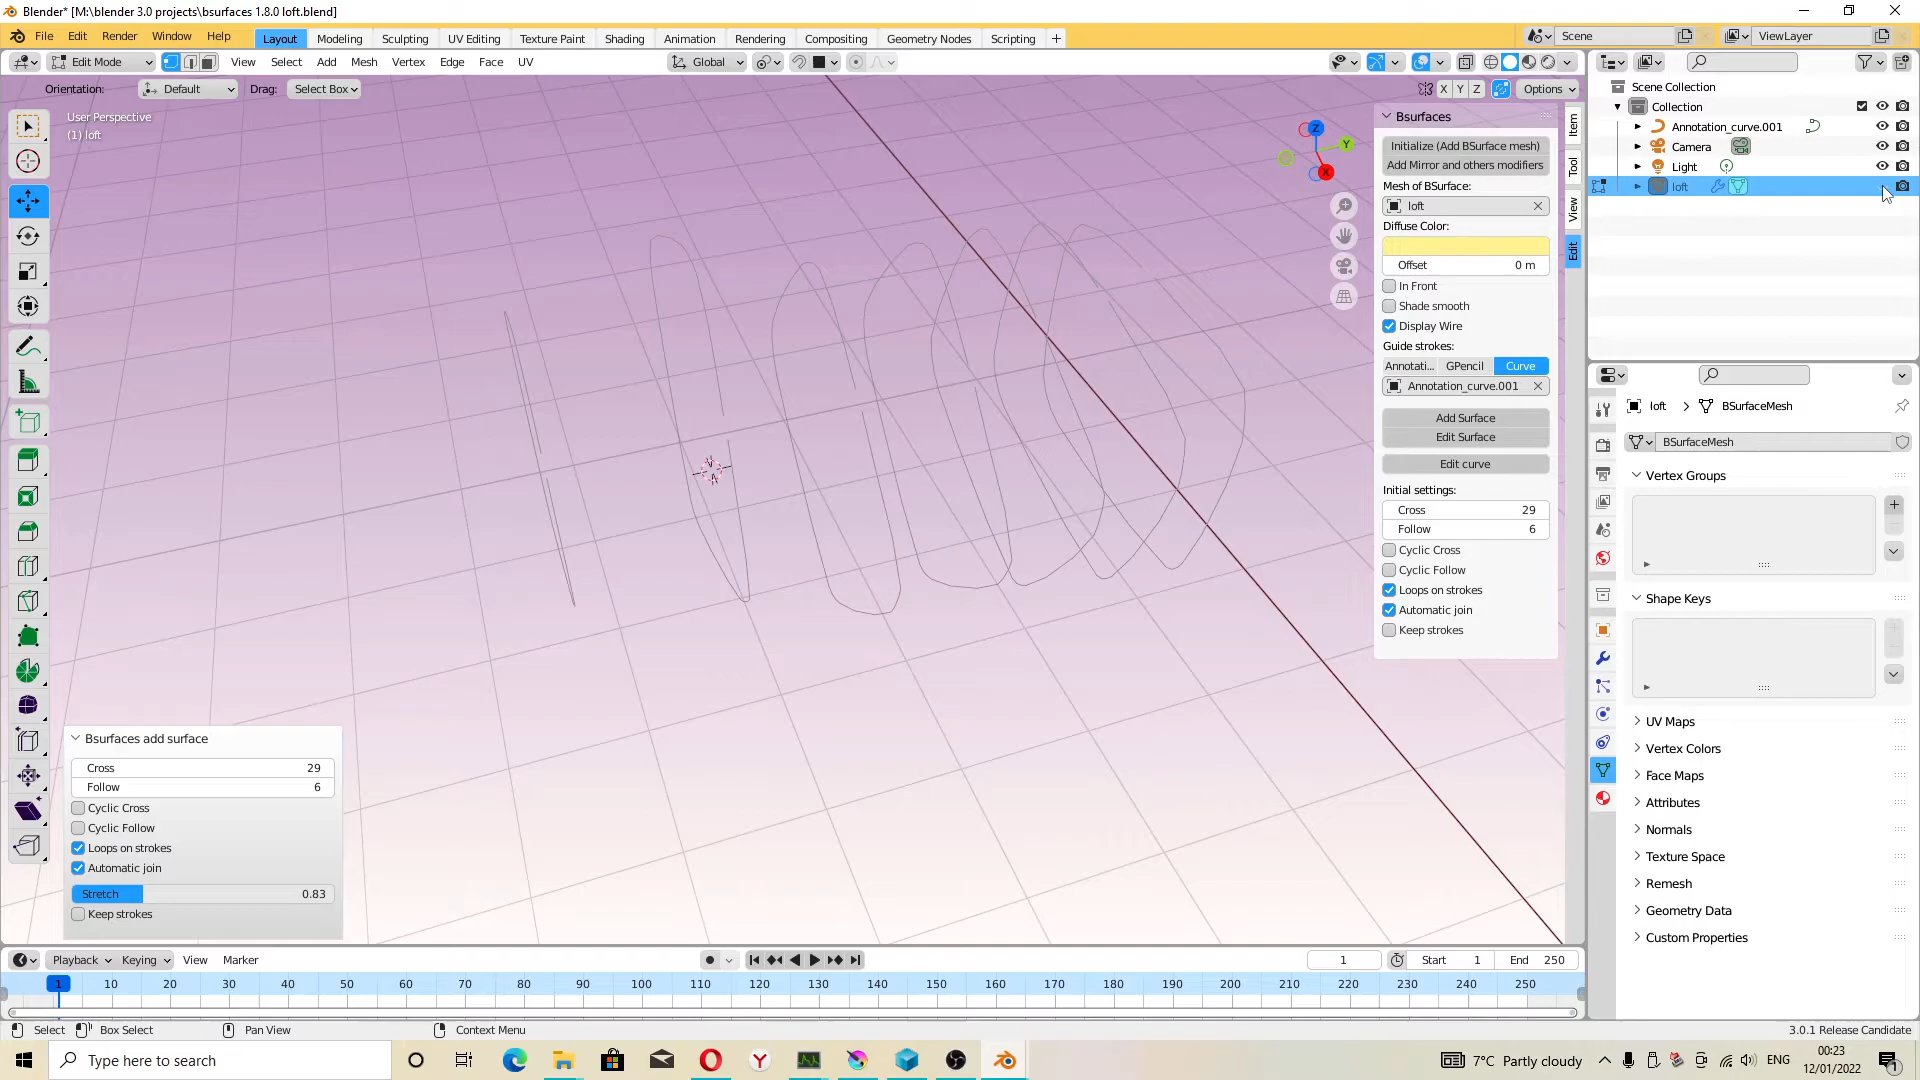 Blender* [M:\blender 3.0 projects\bsurfaces 1.8.0 loft.blend]
File Edit Render Window Help Layout Modeling Sculpting UV Editing Texture Paint Shading Animation Rendering Compositing Geometry Nodes Scripting + Scene ViewLayer
Edit Mode View Select Add Mesh Vertex Edge Face UV Global
Orientation: Default Drag: Select Box X Y Z Options
User Perspective
(1) loft
Z
Y
X
Item
Tool
View
Edit
Bsurfaces
Initialize (Add BSurface mesh)
Add Mirror and others modifiers
Mesh of BSurface:
loft
Diffuse Color:
Offset 0 m
In Front
Shade smooth
Display Wire
Guide strokes:
Annotati... GPencil Curve
Annotation_curve.001
Add Surface
Edit Surface
Edit curve
Initial settings:
Cross 29
Follow 6
Cyclic Cross
Cyclic Follow
Loops on strokes
Automatic join
Keep strokes
Scene Collection
Collection
Annotation_curve.001
Camera
Light
loft
loft > BSurfaceMesh
BSurfaceMesh
Vertex Groups
Shape Keys
UV Maps
Vertex Colors
Face Maps
Attributes
Normals
Texture Space
Remesh
Geometry Data
Custom Properties
Bsurfaces add surface
Cross 29
Follow 6
Cyclic Cross
Cyclic Follow
Loops on strokes
Automatic join
Stretch 0.83
Keep strokes
Playback Keying View Marker 1 Start 1 End 250
1 10 20 30 40 50 60 70 80 90 100 110 120 130 140 150 160 170 180 190 200 210 220 230 240 250
Select Box Select Pan View Context Menu 3.0.1 Release Candidate
Type here to search 7°C Partly cloudy ENG
00:23
12/01/2022
1